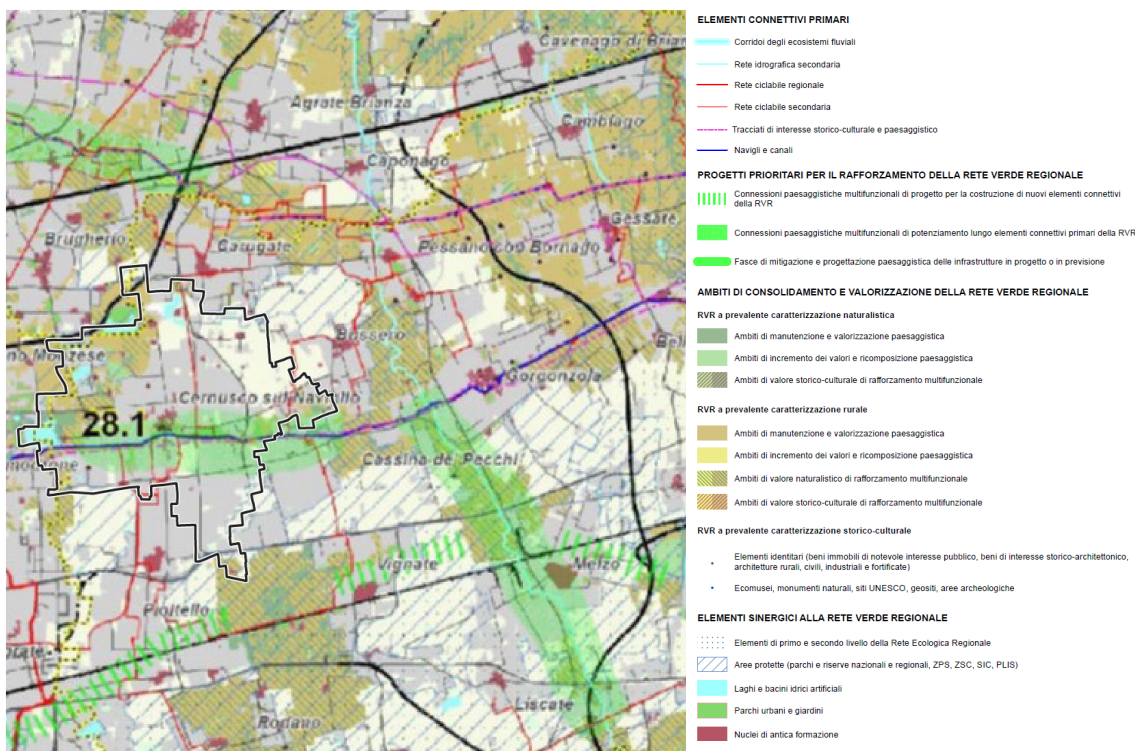 Cavenago di Brian
Agrate Brianza
Cambiago
Caponago
Gessate
Brugherio
Carugate
Pessano con Bornago
Bussero
no Monzese
Bel
Gorgonzola
Cernusco sul Naviglio
28.1
Cassina de' Pecchi
Vignate
Melzo
Pioltello
grate
Liscate
Rodano
ELEMENTI CONNETTIVI PRIMARI
Corridoi degli ecosistemi fluviali
Rete idrografica secondaria
Rete ciclabile regionale
Rete ciclabile secondaria
Tracciati di interesse storico-culturale e paesaggistico
Navigli e canali
PROGETTI PRIORITARI PER IL RAFFORZAMENTO DELLA RETE VERDE REGIONALE
Connessioni paesaggistiche multifunzionali di progetto per la costruzione di nuovi elementi connettivi
della RVR
Connessioni paesaggistiche multifunzionali di potenziamento lungo elementi connettivi primari della RVR
Fasce di mitigazione e progettazione paesaggistica delle infrastrutture in progetto o in previsione
AMBITI DI CONSOLIDAMENTO E VALORIZZAZIONE DELLA RETE VERDE REGIONALE
RVR a prevalente caratterizzazione naturalistica
Ambiti di manutenzione e valorizzazione paesaggistica
Ambiti di incremento dei valori e ricomposizione paesaggistica
Ambiti di valore storico-culturale di rafforzamento multifunzionale
RVR a prevalente caratterizzazione rurale
Ambiti di manutenzione e valorizzazione paesaggistica
Ambiti di incremento dei valori e ricomposizione paesaggistica
Ambiti di valore naturalistico di rafforzamento multifunzionale
Ambiti di valore storico-culturale di rafforzamento multifunzionale
RVR a prevalente caratterizzazione storico-culturale
Elementi identitari (beni immobili di notevole interesse pubblico, beni di interesse storico-architettonico,
architetture rurali, civili, industriali e fortificate)
Ecomusei, monumenti naturali, siti UNESCO, geositi, aree archeologiche
ELEMENTI SINERGICI ALLA RETE VERDE REGIONALE
Elementi di primo e secondo livello della Rete Ecologica Regionale
Aree protette (parchi e riserve nazionali e regionali, ZPS, ZSC, SIC, PLIS)
Laghi e bacini idrici artificiali
Parchi urbani e giardini
Nuclei di antica formazione